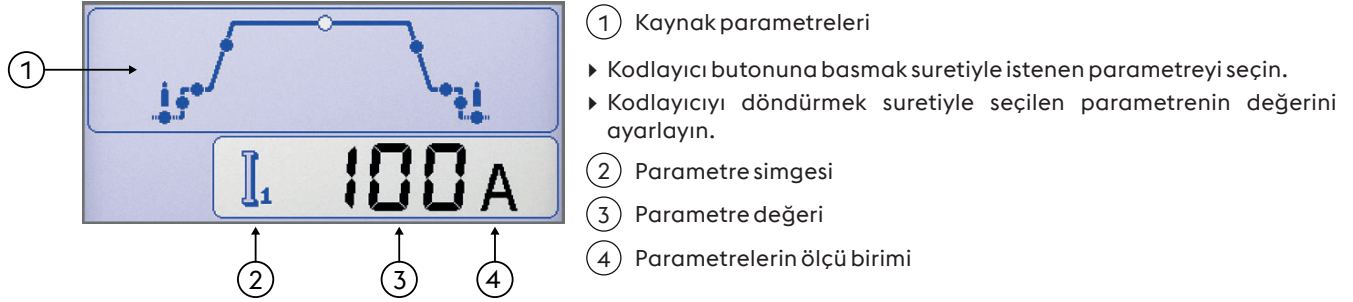 1 Kaynak parametreleri
▸ Kodlayıcı butonuna basmak suretiyle istenen parametreyi seçin.
▸ Kodlayıcıyı döndürmek suretiyle seçilen parametrenin değerini
ayarlayın.
2 Parametre simgesi
3 Parametre değeri
4 Parametrelerin ölçü birimi
1
I1 100 A
2 3 4